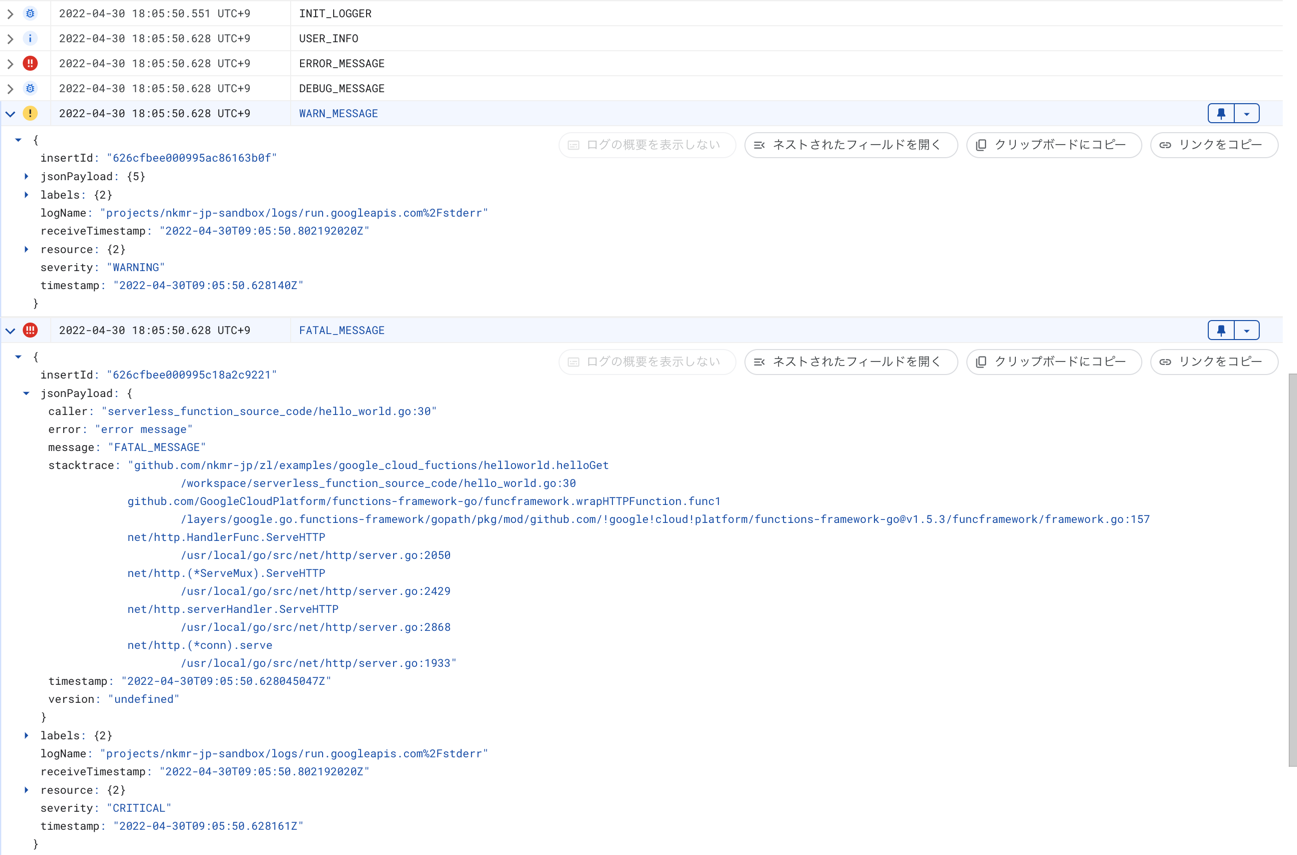 2022-04-30 18:05:50.551 UTC+9 INIT_LOGGER
2022-04-30 18:05:50.628 UTC+9 USER_INFO
2022-04-30 18:05:50.628 UTC+9 ERROR_MESSAGE
2022-04-30 18:05:50.628 UTC+9 DEBUG_MESSAGE
2022-04-30 18:05:50.628 UTC+9 WARN_MESSAGE
{ ログの概要を表示しない ネストされたフィールドを開く クリップボードにコピー リンクをコピー
insertId: "626cfbee000995ac86163b0f"
jsonPayload: {5}
labels: {2}
logName: "projects/nkmr-jp-sandbox/logs/run.googleapis.com%2Fstderr"
receiveTimestamp: "2022-04-30T09:05:50.802192020Z"
resource: {2}
severity: "WARNING"
timestamp: "2022-04-30T09:05:50.628140Z"
}
2022-04-30 18:05:50.628 UTC+9 FATAL_MESSAGE
{ ログの概要を表示しない ネストされたフィールドを開く クリップボードにコピー リンクをコピー
insertId: "626cfbee000995c18a2c9221"
jsonPayload: {
caller: "serverless_function_source_code/hello_world.go:30"
error: "error message"
message: "FATAL_MESSAGE"
stacktrace: "github.com/nkmr-jp/zl/examples/google_cloud_fuctions/helloworld.helloGet
/workspace/serverless_function_source_code/hello_world.go:30
github.com/GoogleCloudPlatform/functions-framework-go/funcframework.wrapHTTPFunction.func1
/layers/google.go.functions-framework/gopath/pkg/mod/github.com/!google!cloud!platform/functions-framework-go@v1.5.3/funcframework/framework.go:157
net/http.HandlerFunc.ServeHTTP
/usr/local/go/src/net/http/server.go:2050
net/http.(*ServeMux).ServeHTTP
/usr/local/go/src/net/http/server.go:2429
net/http.serverHandler.ServeHTTP
/usr/local/go/src/net/http/server.go:2868
net/http.(*conn).serve
/usr/local/go/src/net/http/server.go:1933"
timestamp: "2022-04-30T09:05:50.628045047Z"
version: "undefined"
}
labels: {2}
logName: "projects/nkmr-jp-sandbox/logs/run.googleapis.com%2Fstderr"
receiveTimestamp: "2022-04-30T09:05:50.802192020Z"
resource: {2}
severity: "CRITICAL"
timestamp: "2022-04-30T09:05:50.628161Z"
}